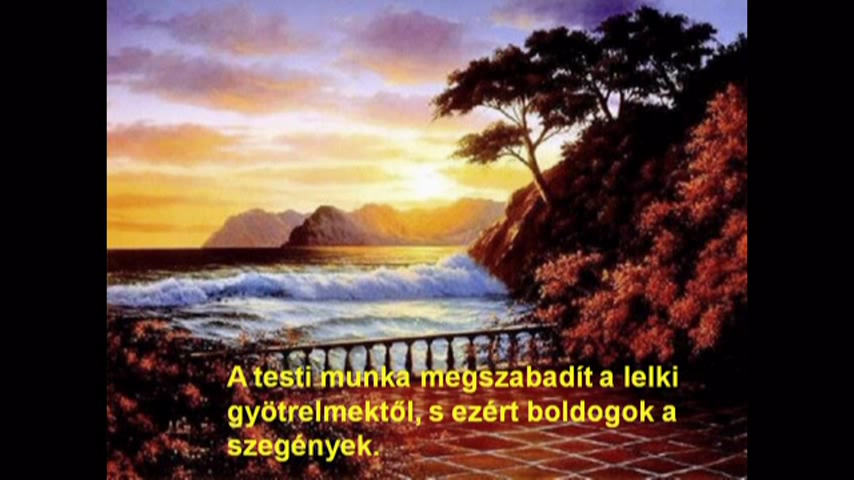 A testi munka megszabadít a lelki
gyötrelmektől, s ezért boldogok a
szegények.